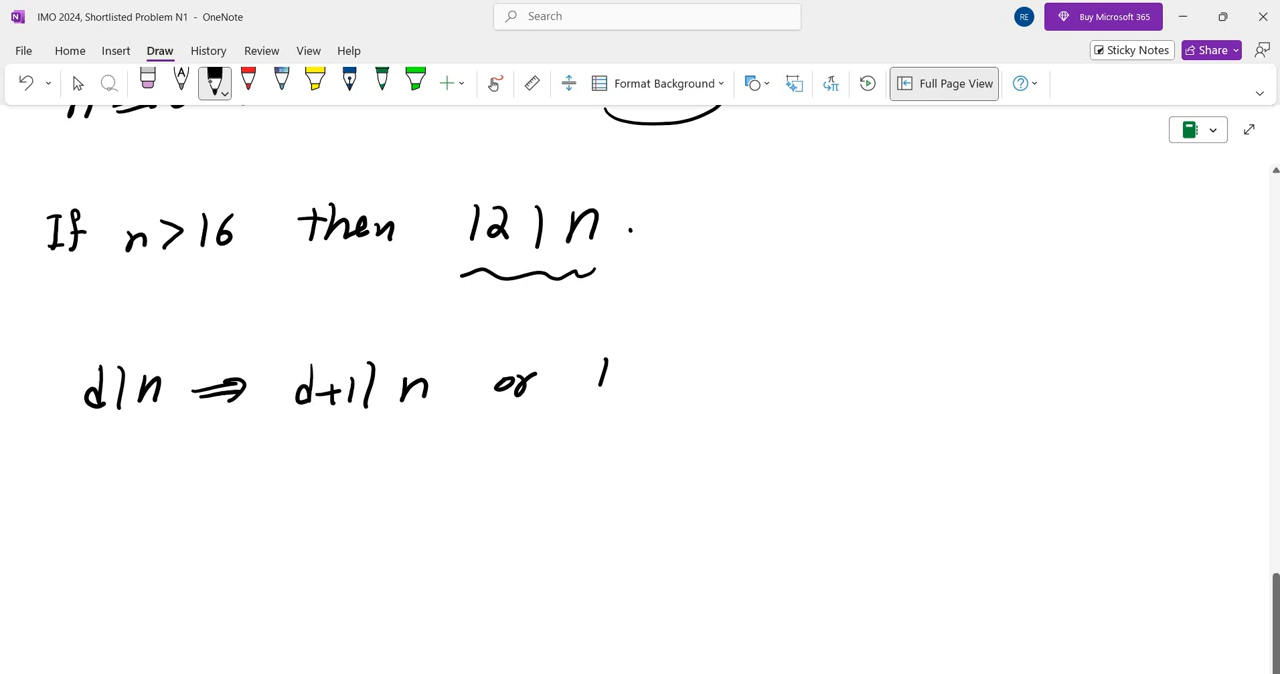 IMO 2024, Shortlisted Problem N1 - OneNote
Search
RE
Buy Microsoft 365
File Home Insert Draw History Review View Help
Sticky Notes
Share
Format Background
Full Page View
If n > 16 then 12 | n .
d | n ⇒ d+1 | n or 1